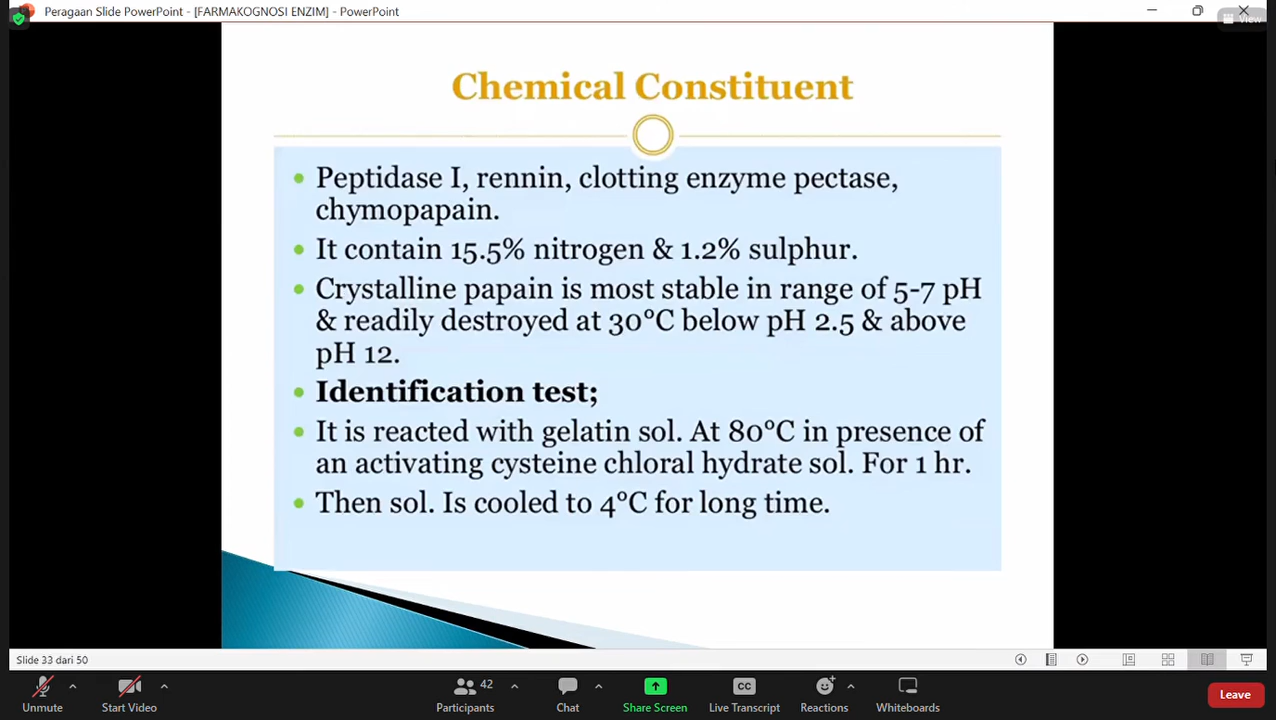 Peragaan Slide PowerPoint - [FARMAKOGNOSI ENZIM] - PowerPoint
View
Chemical Constituent
Peptidase I, rennin, clotting enzyme pectase,
chymopapain.
It contain 15.5% nitrogen & 1.2% sulphur.
Crystalline papain is most stable in range of 5-7 pH
& readily destroyed at 30°C below pH 2.5 & above
pH 12.
Identification test;
It is reacted with gelatin sol. At 80°C in presence of
an activating cysteine chloral hydrate sol. For 1 hr.
Then sol. Is cooled to 4°C for long time.
Slide 33 dari 50
Unmute
Start Video
42
Participants
Chat
Share Screen
CC
Live Transcript
Reactions
Whiteboards
Leave